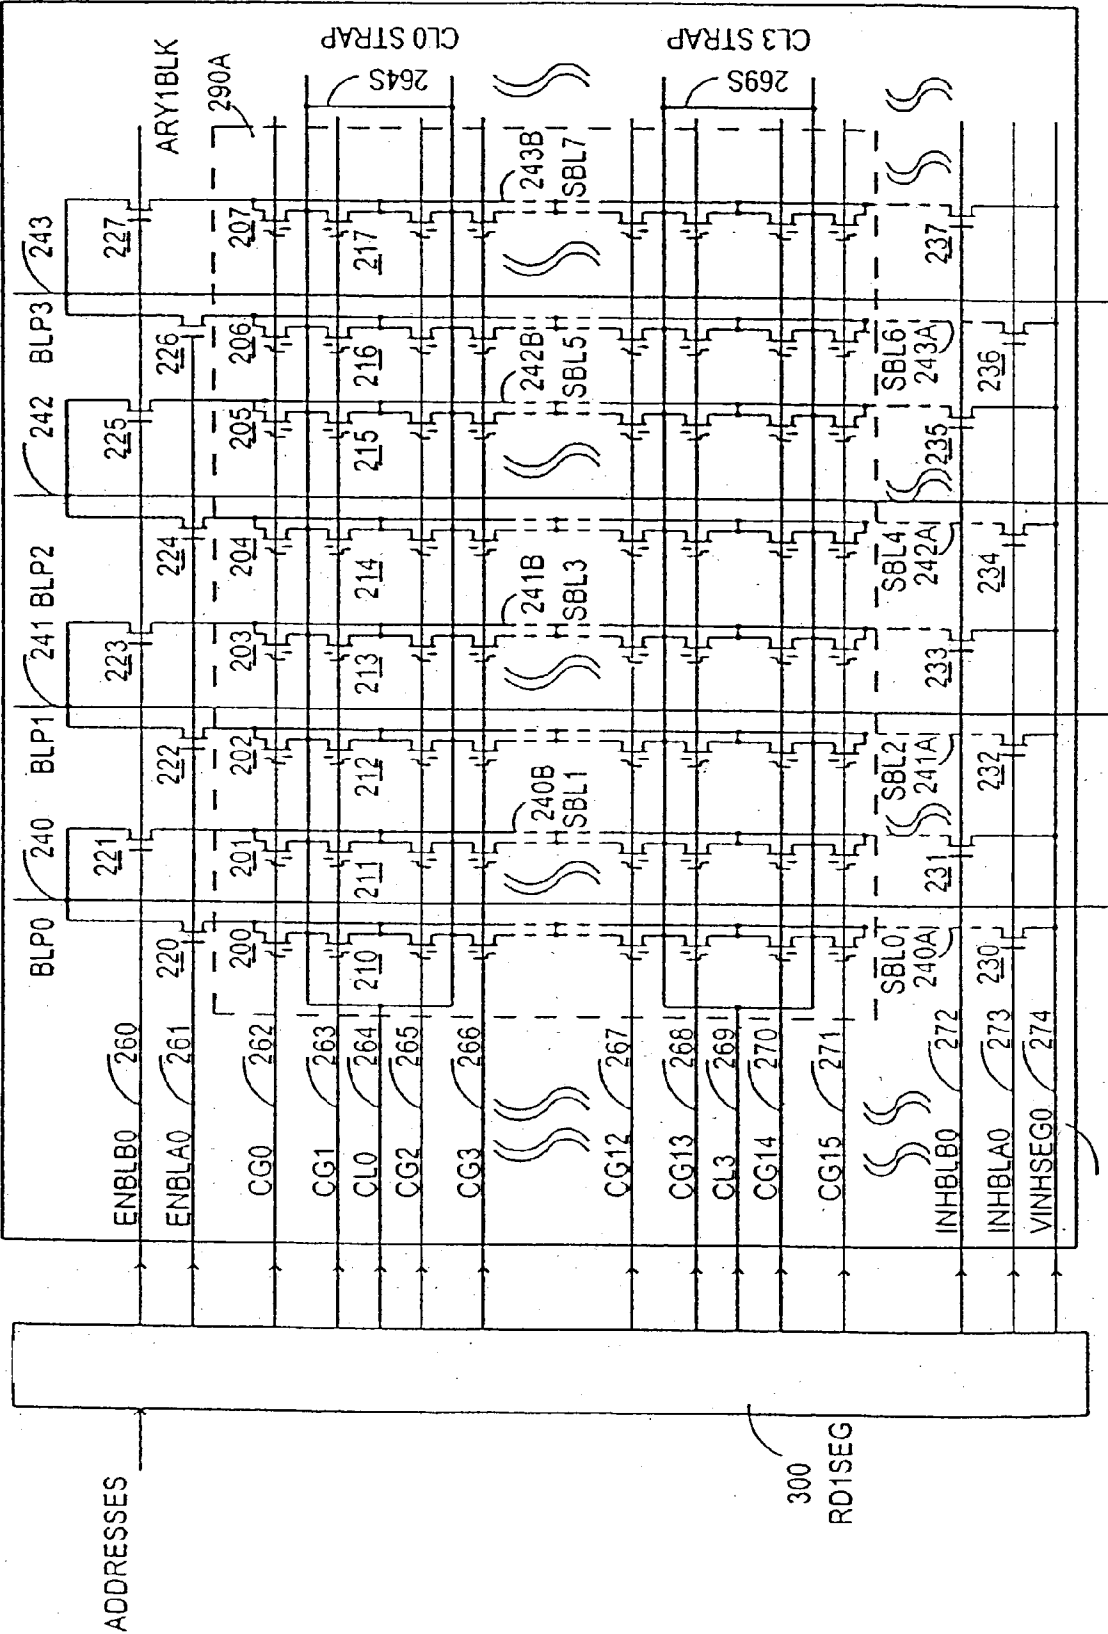 ADDRESSES
300
RD1SEG
ENBLB0 260
ENBLA0 261
CG0 262
CG1 263
CL0 264
CG2 265
CG3 266
CG12 267
CG13 268
CL3 269
CG14 270
CG15 271
INHBLB0 272
INHBLA0 273
VINHSEG0 274
BLP0 240
BLP1 241
BLP2 242
BLP3 243
220
221
222
223
224
225
226
227
ARY1BLK
290A
200
201
202
203
204
205
206
207
210
211
212
213
214
215
216
217
264S
CL0 STRAP
240B
SBL1
241B
SBL3
242B
SBL5
243B
SBL7
269S
CL3 STRAP
SBL0
240A
SBL2
241A
SBL4
242A
SBL6
243A
230
231
232
233
234
235
236
237